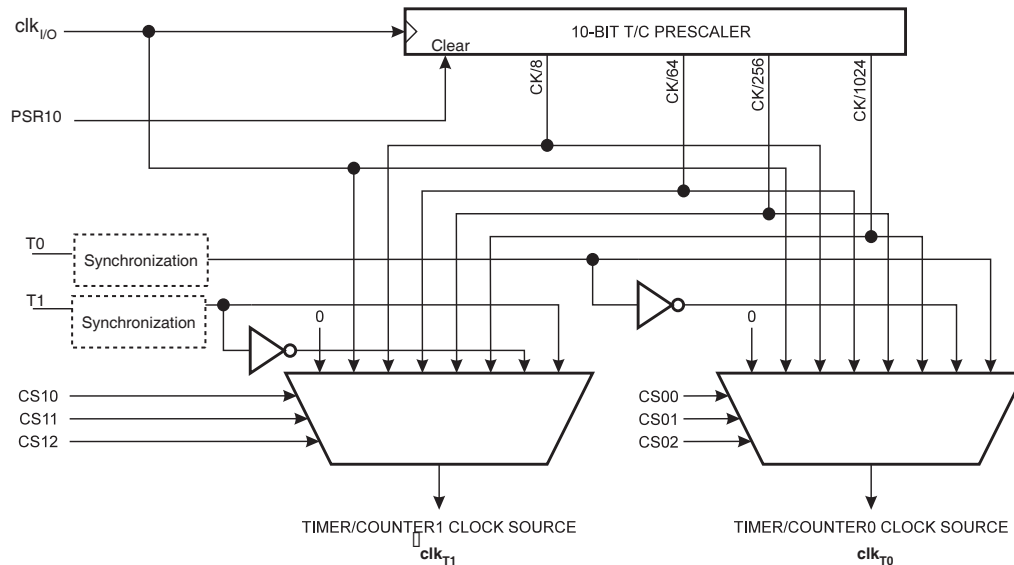 clkI/O
10-BIT T/C PRESCALER
Clear
CK/8
CK/64
CK/256
CK/1024
PSR10
T0
Synchronization
T1
Synchronization
0
0
CS10
CS11
CS12
CS00
CS01
CS02
TIMER/COUNTER1 CLOCK SOURCE
clkT1
TIMER/COUNTER0 CLOCK SOURCE
clkT0